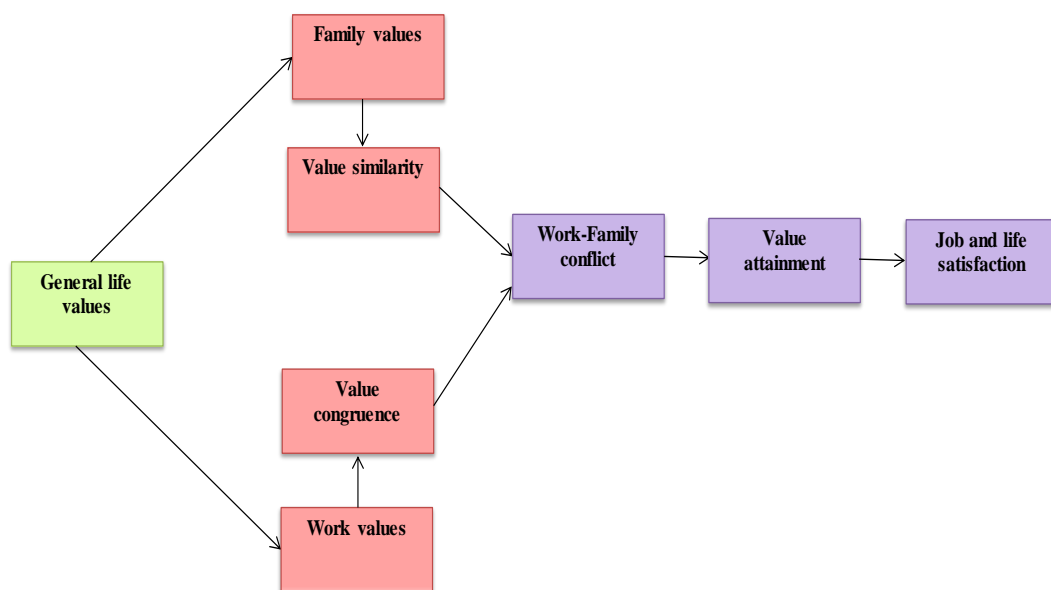 Family values
Value similarity
General life
values
Work-Family
conflict
Value
attainment
Job and life
satisfaction
Value
congruence
Work values